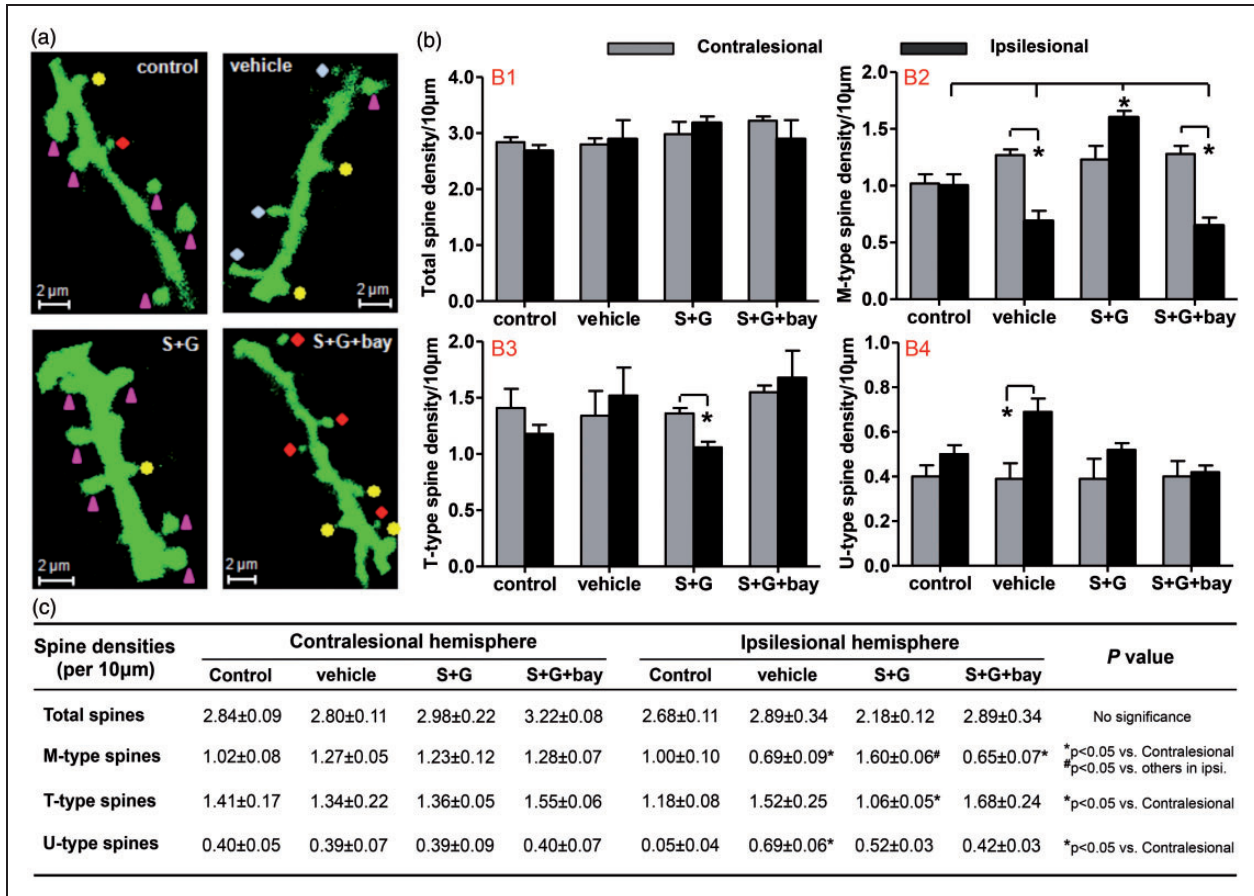 (a)
control
2 µm
vehicle
2 µm
S+G
2 µm
S+G+bay
2 µm
(b)
Contralesional
Ipsilesional
B1
Total spine density/10µm
4.0
3.0
2.0
1.0
0.0
control vehicle S+G S+G+bay
B2
M-type spine density/10µm
2.0
1.5
1.0
0.5
0.0
* * *
control vehicle S+G S+G+bay
B3
T-type spine density/10µm
2.0
1.5
1.0
0.5
0.0
*
control vehicle S+G S+G+bay
B4
U-type spine density/10µm
1.0
0.8
0.6
0.4
0.2
0.0
*
control vehicle S+G S+G+bay
(c)
Spine densities
(per 10µm)
Contralesional hemisphere Ipsilesional hemisphere P value
Control vehicle S+G S+G+bay Control vehicle S+G S+G+bay
Total spines 2.84±0.09 2.80±0.11 2.98±0.22 3.22±0.08 2.68±0.11 2.89±0.34 2.18±0.12 2.89±0.34 No significance
M-type spines 1.02±0.08 1.27±0.05 1.23±0.12 1.28±0.07 1.00±0.10 0.69±0.09* 1.60±0.06# 0.65±0.07* *p<0.05 vs. Contralesional
#p<0.05 vs. others in ipsi.
T-type spines 1.41±0.17 1.34±0.22 1.36±0.05 1.55±0.06 1.18±0.08 1.52±0.25 1.06±0.05* 1.68±0.24 *p<0.05 vs. Contralesional
U-type spines 0.40±0.05 0.39±0.07 0.39±0.09 0.40±0.07 0.05±0.04 0.69±0.06* 0.52±0.03 0.42±0.03 *p<0.05 vs. Contralesional